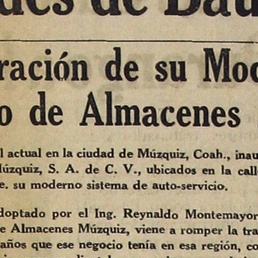 des de Bau
ración de su Mod
o de Almacenes
l actual en la ciudad de Múzquiz, Coah., inau
úzquiz, S. A. de C. V., ubicados en la call
e. su moderno sistema de auto-servicio.
doptado por el Ing. Reynaldo Montemayor
e Almacenes Múzquiz, viene a romper la tra
años que ese negocio tenía en esa región, co